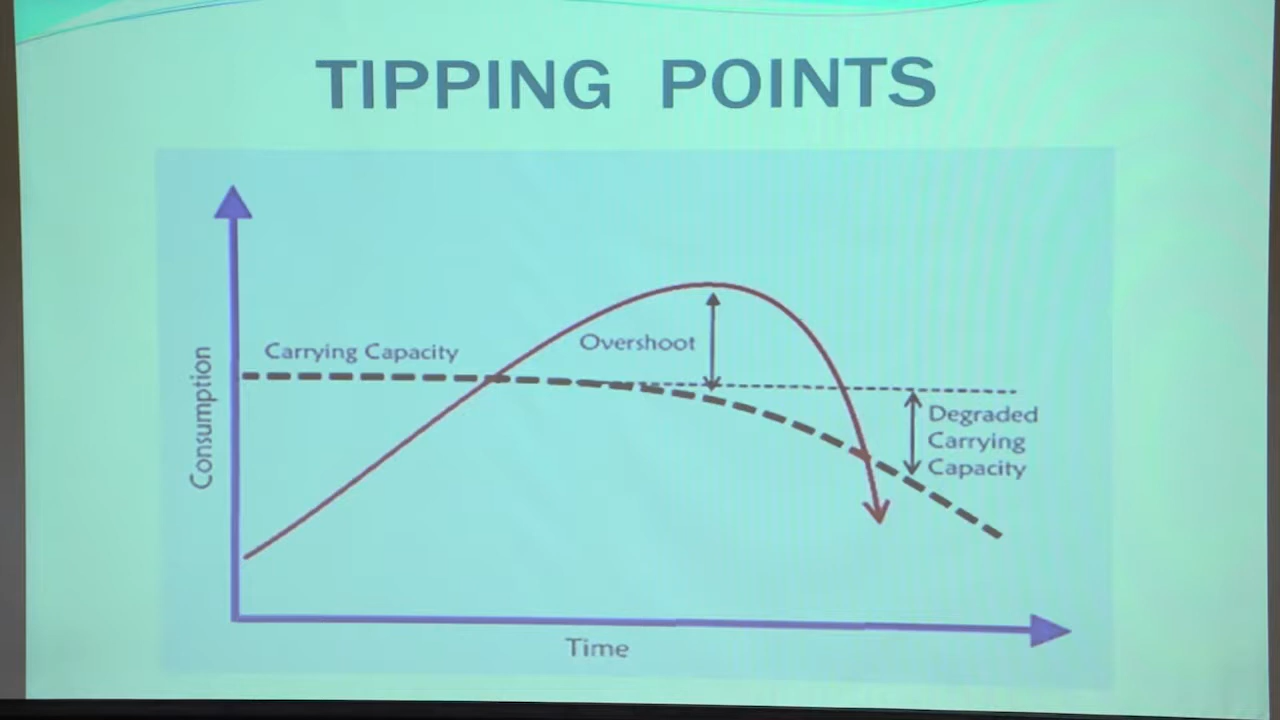 TIPPING POINTS
Carrying Capacity
Overshoot
Degraded
Carrying
Capacity
Consumption
Time